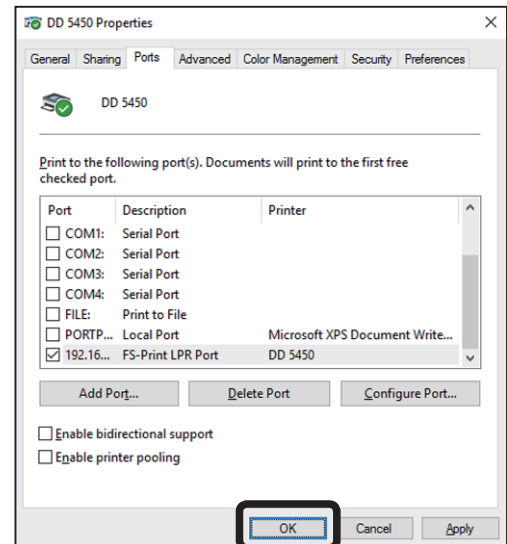 DD 5450 Properties
General Sharing Ports Advanced Color Management Security Preferences
DD 5450
Print to the following port(s). Documents will print to the first free
checked port.
Port Description Printer
COM1: Serial Port
COM2: Serial Port
COM3: Serial Port
COM4: Serial Port
FILE: Print to File
PORTP... Local Port Microsoft XPS Document Write...
192.16... FS-Print LPR Port DD 5450
Add Port... Delete Port Configure Port...
Enable bidirectional support
Enable printer pooling
OK Cancel Apply